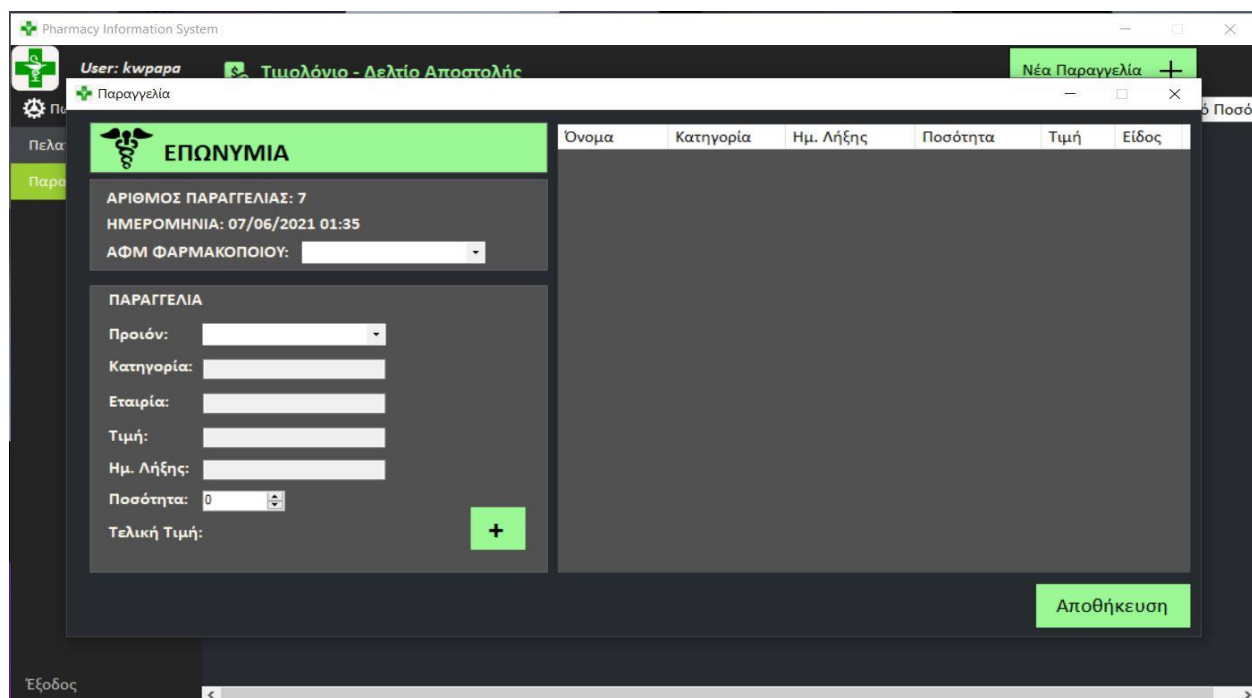 Pharmacy Information System
User: kwpapa
Τιμολόγιο - Δελτίο Αποστολής
Νέα Παραγγελία +
Παραγγελία
ό Ποσό
Πελα
Παρα
ΕΠΩΝΥΜΙΑ
ΑΡΙΘΜΟΣ ΠΑΡΑΓΓΕΛΙΑΣ: 7
ΗΜΕΡΟΜΗΝΙΑ: 07/06/2021 01:35
ΑΦΜ ΦΑΡΜΑΚΟΠΟΙΟΥ:
ΠΑΡΑΓΓΕΛΙΑ
Προιόν:
Κατηγορία:
Εταιρία:
Τιμή:
Ημ. Λήξης:
Ποσότητα: 0
Τελική Τιμή:
+
Όνομα Κατηγορία Ημ. Λήξης Ποσότητα Τιμή Είδος
Αποθήκευση
Έξοδος